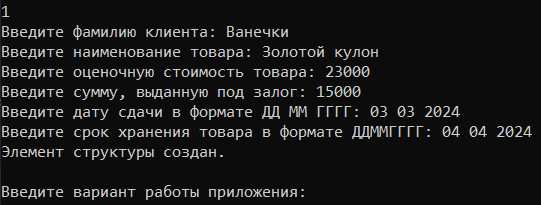 1
Введите фамилию клиента: Ванечки
Введите наименование товара: Золотой кулон
Введите оценочную стоимость товара: 23000
Введите сумму, выданную под залог: 15000
Введите дату сдачи в формате ДД ММ ГГГГ: 03 03 2024
Введите срок хранения товара в формате ДДММГГГГ: 04 04 2024
Элемент структуры создан.
Введите вариант работы приложения: